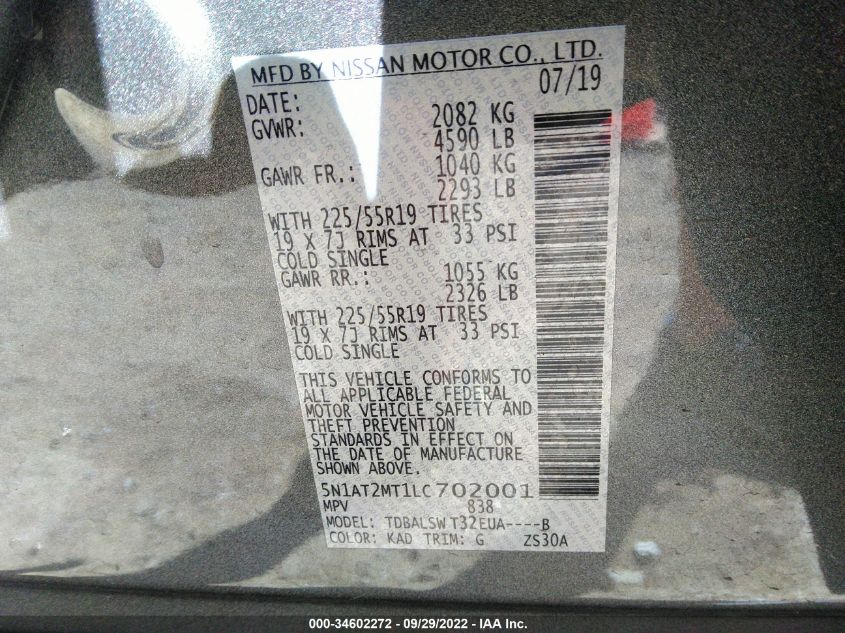 MFD BY NISSAN MOTOR CO., LTD.
DATE: 07/19
GVWR: 2082 KG
4590 LB
GAWR FR.: 1040 KG
2293 LB
WITH 225/55R19 TIRES
19 X 7J RIMS AT 33 PSI
COLD SINGLE
GAWR RR.: 1055 KG
2326 LB
WITH 225/55R19 TIRES
19 X 7J RIMS AT 33 PSI
COLD SINGLE
THIS VEHICLE CONFORMS TO
ALL APPLICABLE FEDERAL
MOTOR VEHICLE SAFETY AND
THEFT PREVENTION
STANDARDS IN EFFECT ON
THE DATE OF MANUFACTURE
SHOWN ABOVE.
5N1AT2MT1LC702001
MPV 838
MODEL: TDBALSW T32EUA----B
COLOR: KAD TRIM: G ZS30A
000-34602272 - 09/29/2022 - IAA Inc.